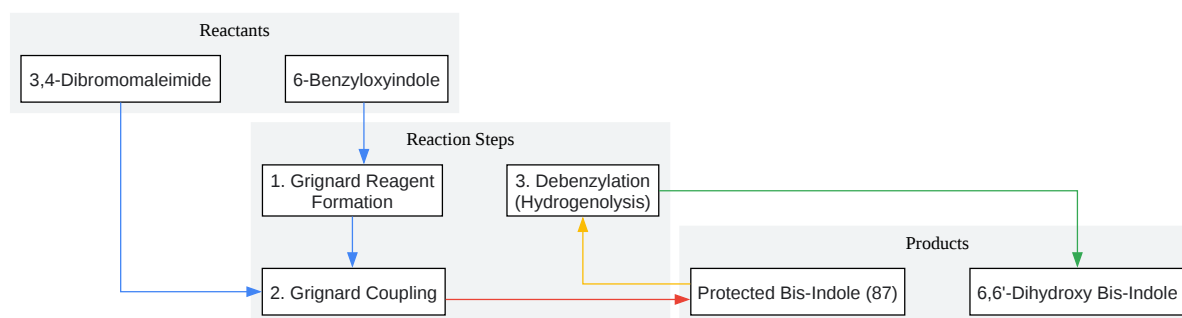 Reactants
3,4-Dibromomaleimide
6-Benzyloxyindole
Reaction Steps
1. Grignard Reagent
Formation
3. Debenzylation
(Hydrogenolysis)
2. Grignard Coupling
Products
Protected Bis-Indole (87)
6,6'-Dihydroxy Bis-Indole